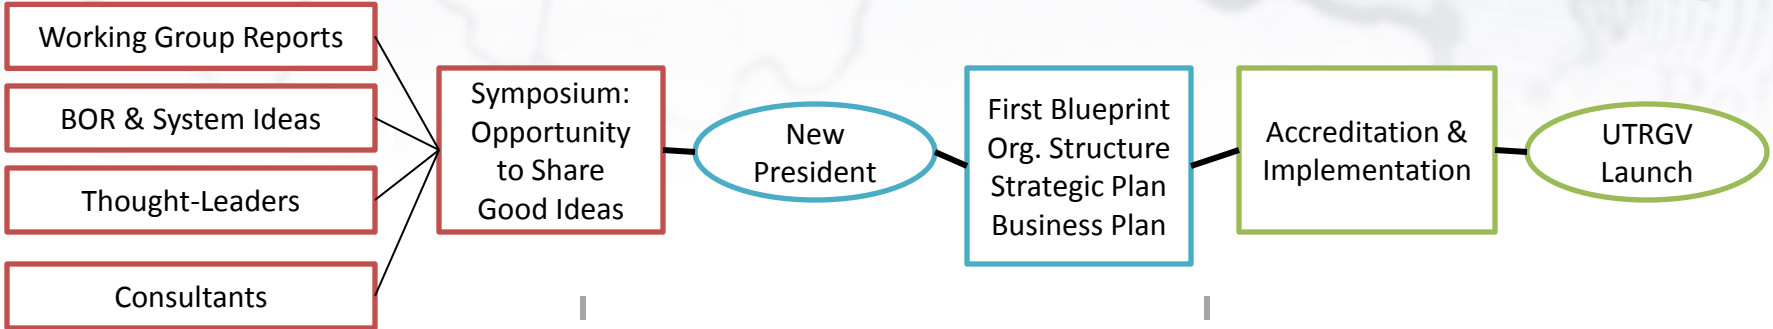 Working Group Reports
BOR & System Ideas
Thought-Leaders
Consultants
Symposium:
Opportunity
to Share
Good Ideas
New
President
First Blueprint
Org. Structure
Strategic Plan
Business Plan
Accreditation &
Implementation
UTRGV
Launch